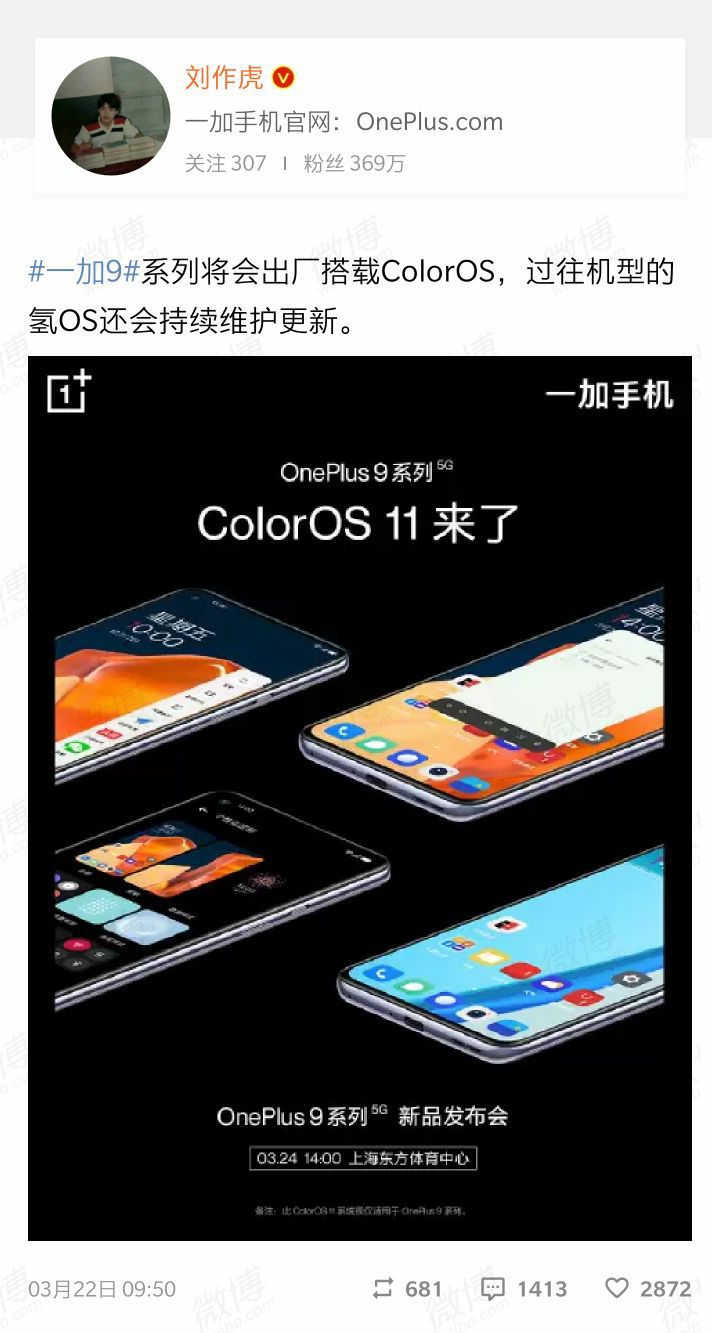 刘作虎
一加手机官网：OnePlus.com
关注 307 | 粉丝 369万
#一加9#系列将会出厂搭载ColorOS，过往机型的
氢OS还会持续维护更新。
1+
一加手机
OnePlus 9 系列 5G
ColorOS 11 来了
星期五
OnePlus 9 系列 5G 新品发布会
03.24 14:00 上海东方体育中心
备注：此 ColorOS 11 系统现仅适用于 OnePlus 9 系列。
03月22日 09:50
681
1413
2872